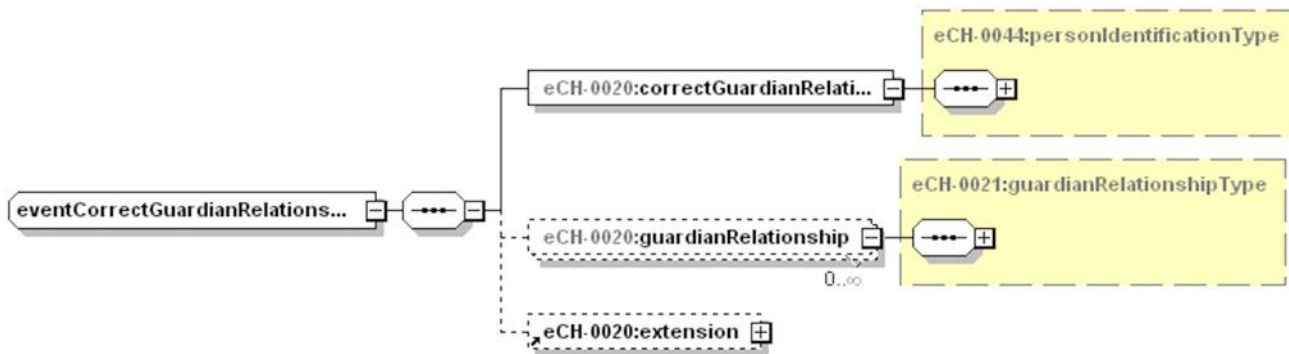 eCH-0044:personIdentificationType
eCH-0020:correctGuardianRelati...
eCH-0021:guardianRelationshipType
eventCorrectGuardianRelations...
eCH-0020:guardianRelationship
0..∞
eCH-0020:extension